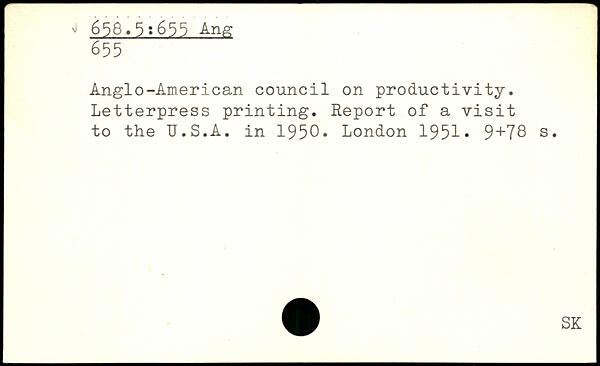 658.5:655 Ang
655
Anglo-American council on productivity.
Letterpress printing. Report of a visit
to the U.S.A. in 1950. London 1951. 9+78 s.
SK